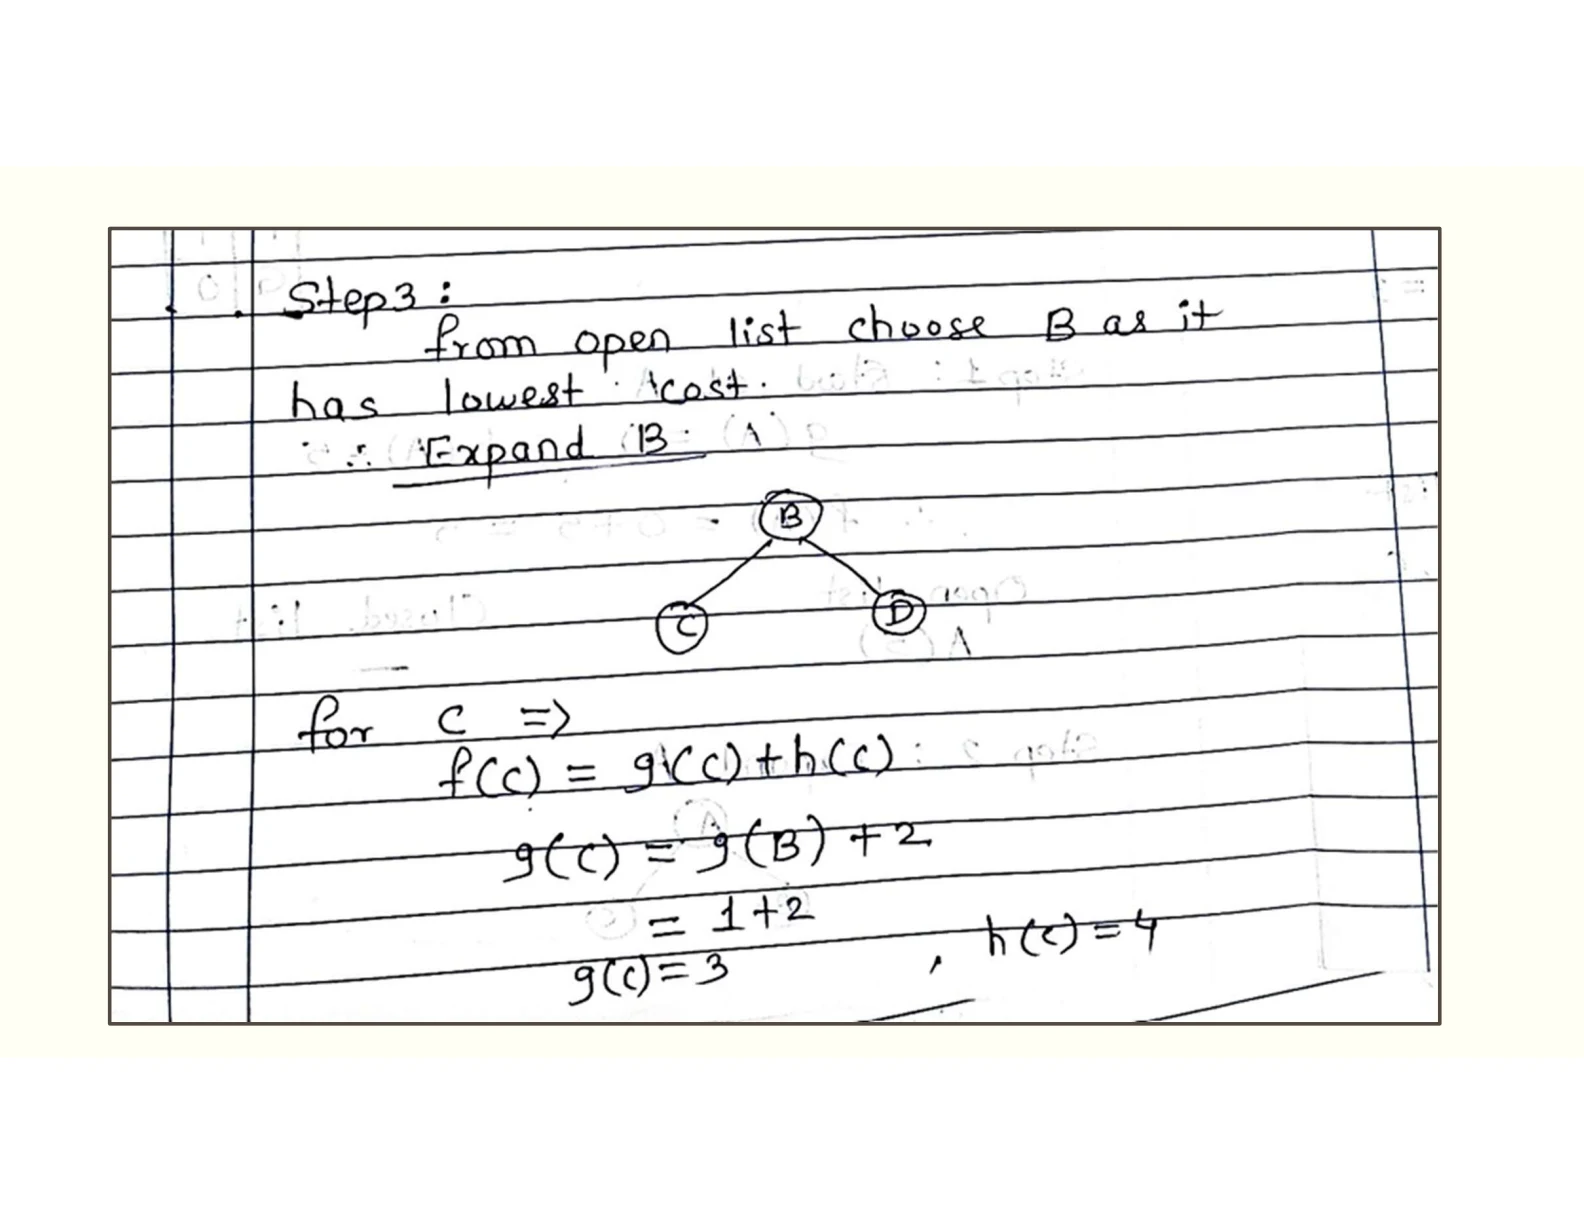 Step3:
from open list choose B as it
has lowest cost.
∴ Expand B
B
C D
for c =>
f(c) = g(c)+h(c)
g(c) = g(B) +2
= 1+2
g(c)=3 , h(c)=4